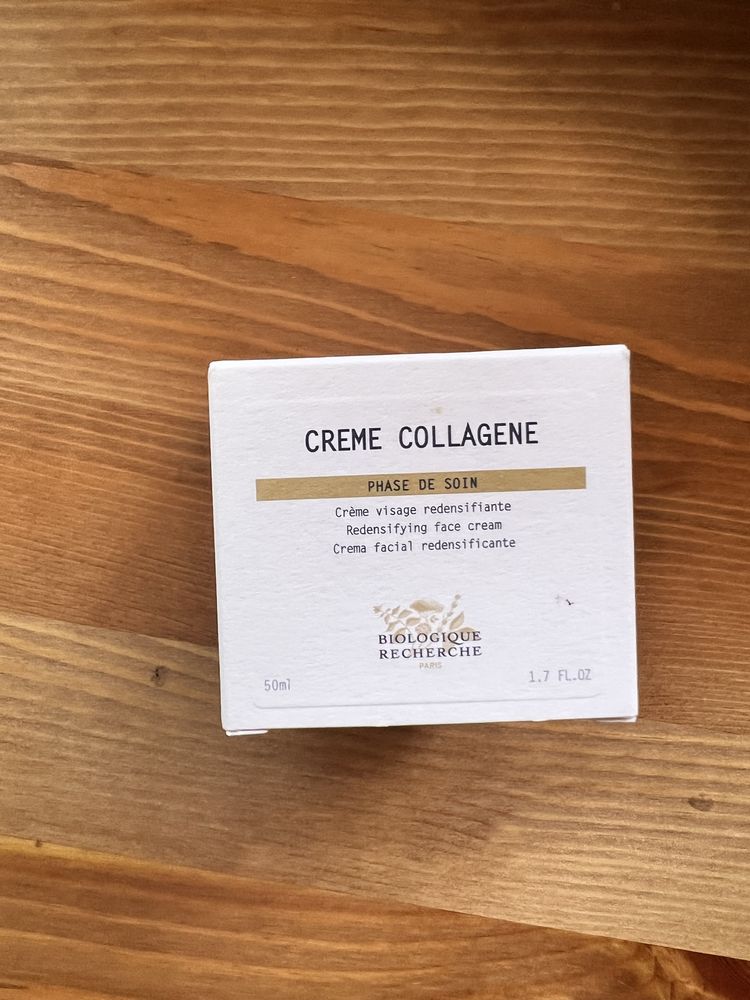 CREME COLLAGENE
PHASE DE SOIN
Crème visage redensifiante
Redensifying face cream
Crema facial redensificante
BIOLOGIQUE
RECHERCHE
PARIS
50ml
1.7 FL.OZ